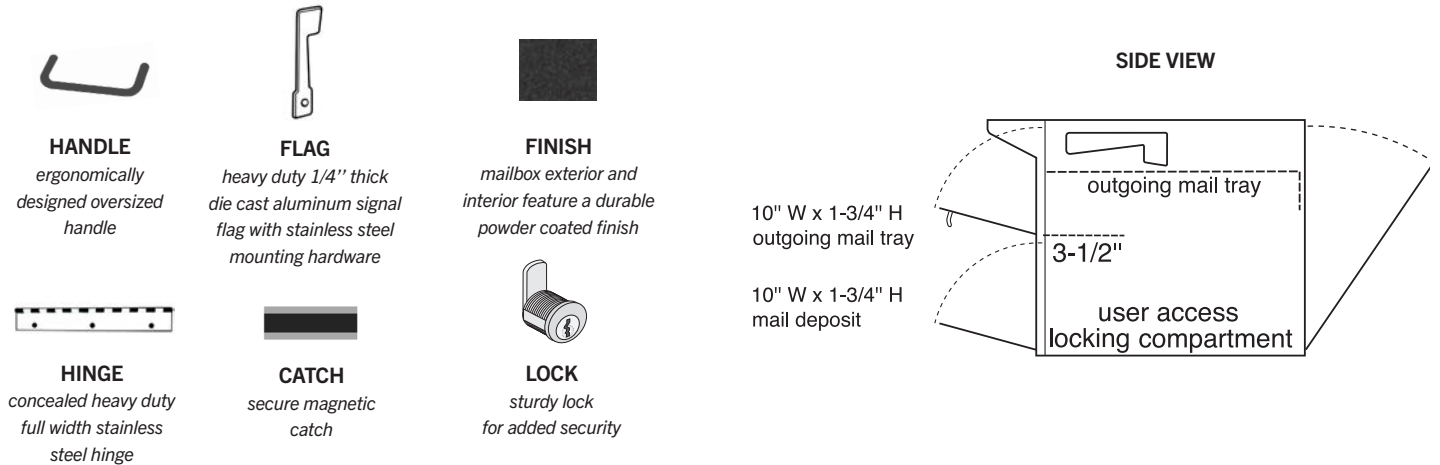 HANDLE
ergonomically
designed oversized
handle
FLAG
heavy duty 1/4'' thick
die cast aluminum signal
flag with stainless steel
mounting hardware
FINISH
mailbox exterior and
interior feature a durable
powder coated finish
HINGE
concealed heavy duty
full width stainless
steel hinge
CATCH
secure magnetic
catch
LOCK
sturdy lock
for added security
SIDE VIEW
10" W x 1-3/4" H
outgoing mail tray
10" W x 1-3/4" H
mail deposit
outgoing mail tray
3-1/2"
user access
locking compartment